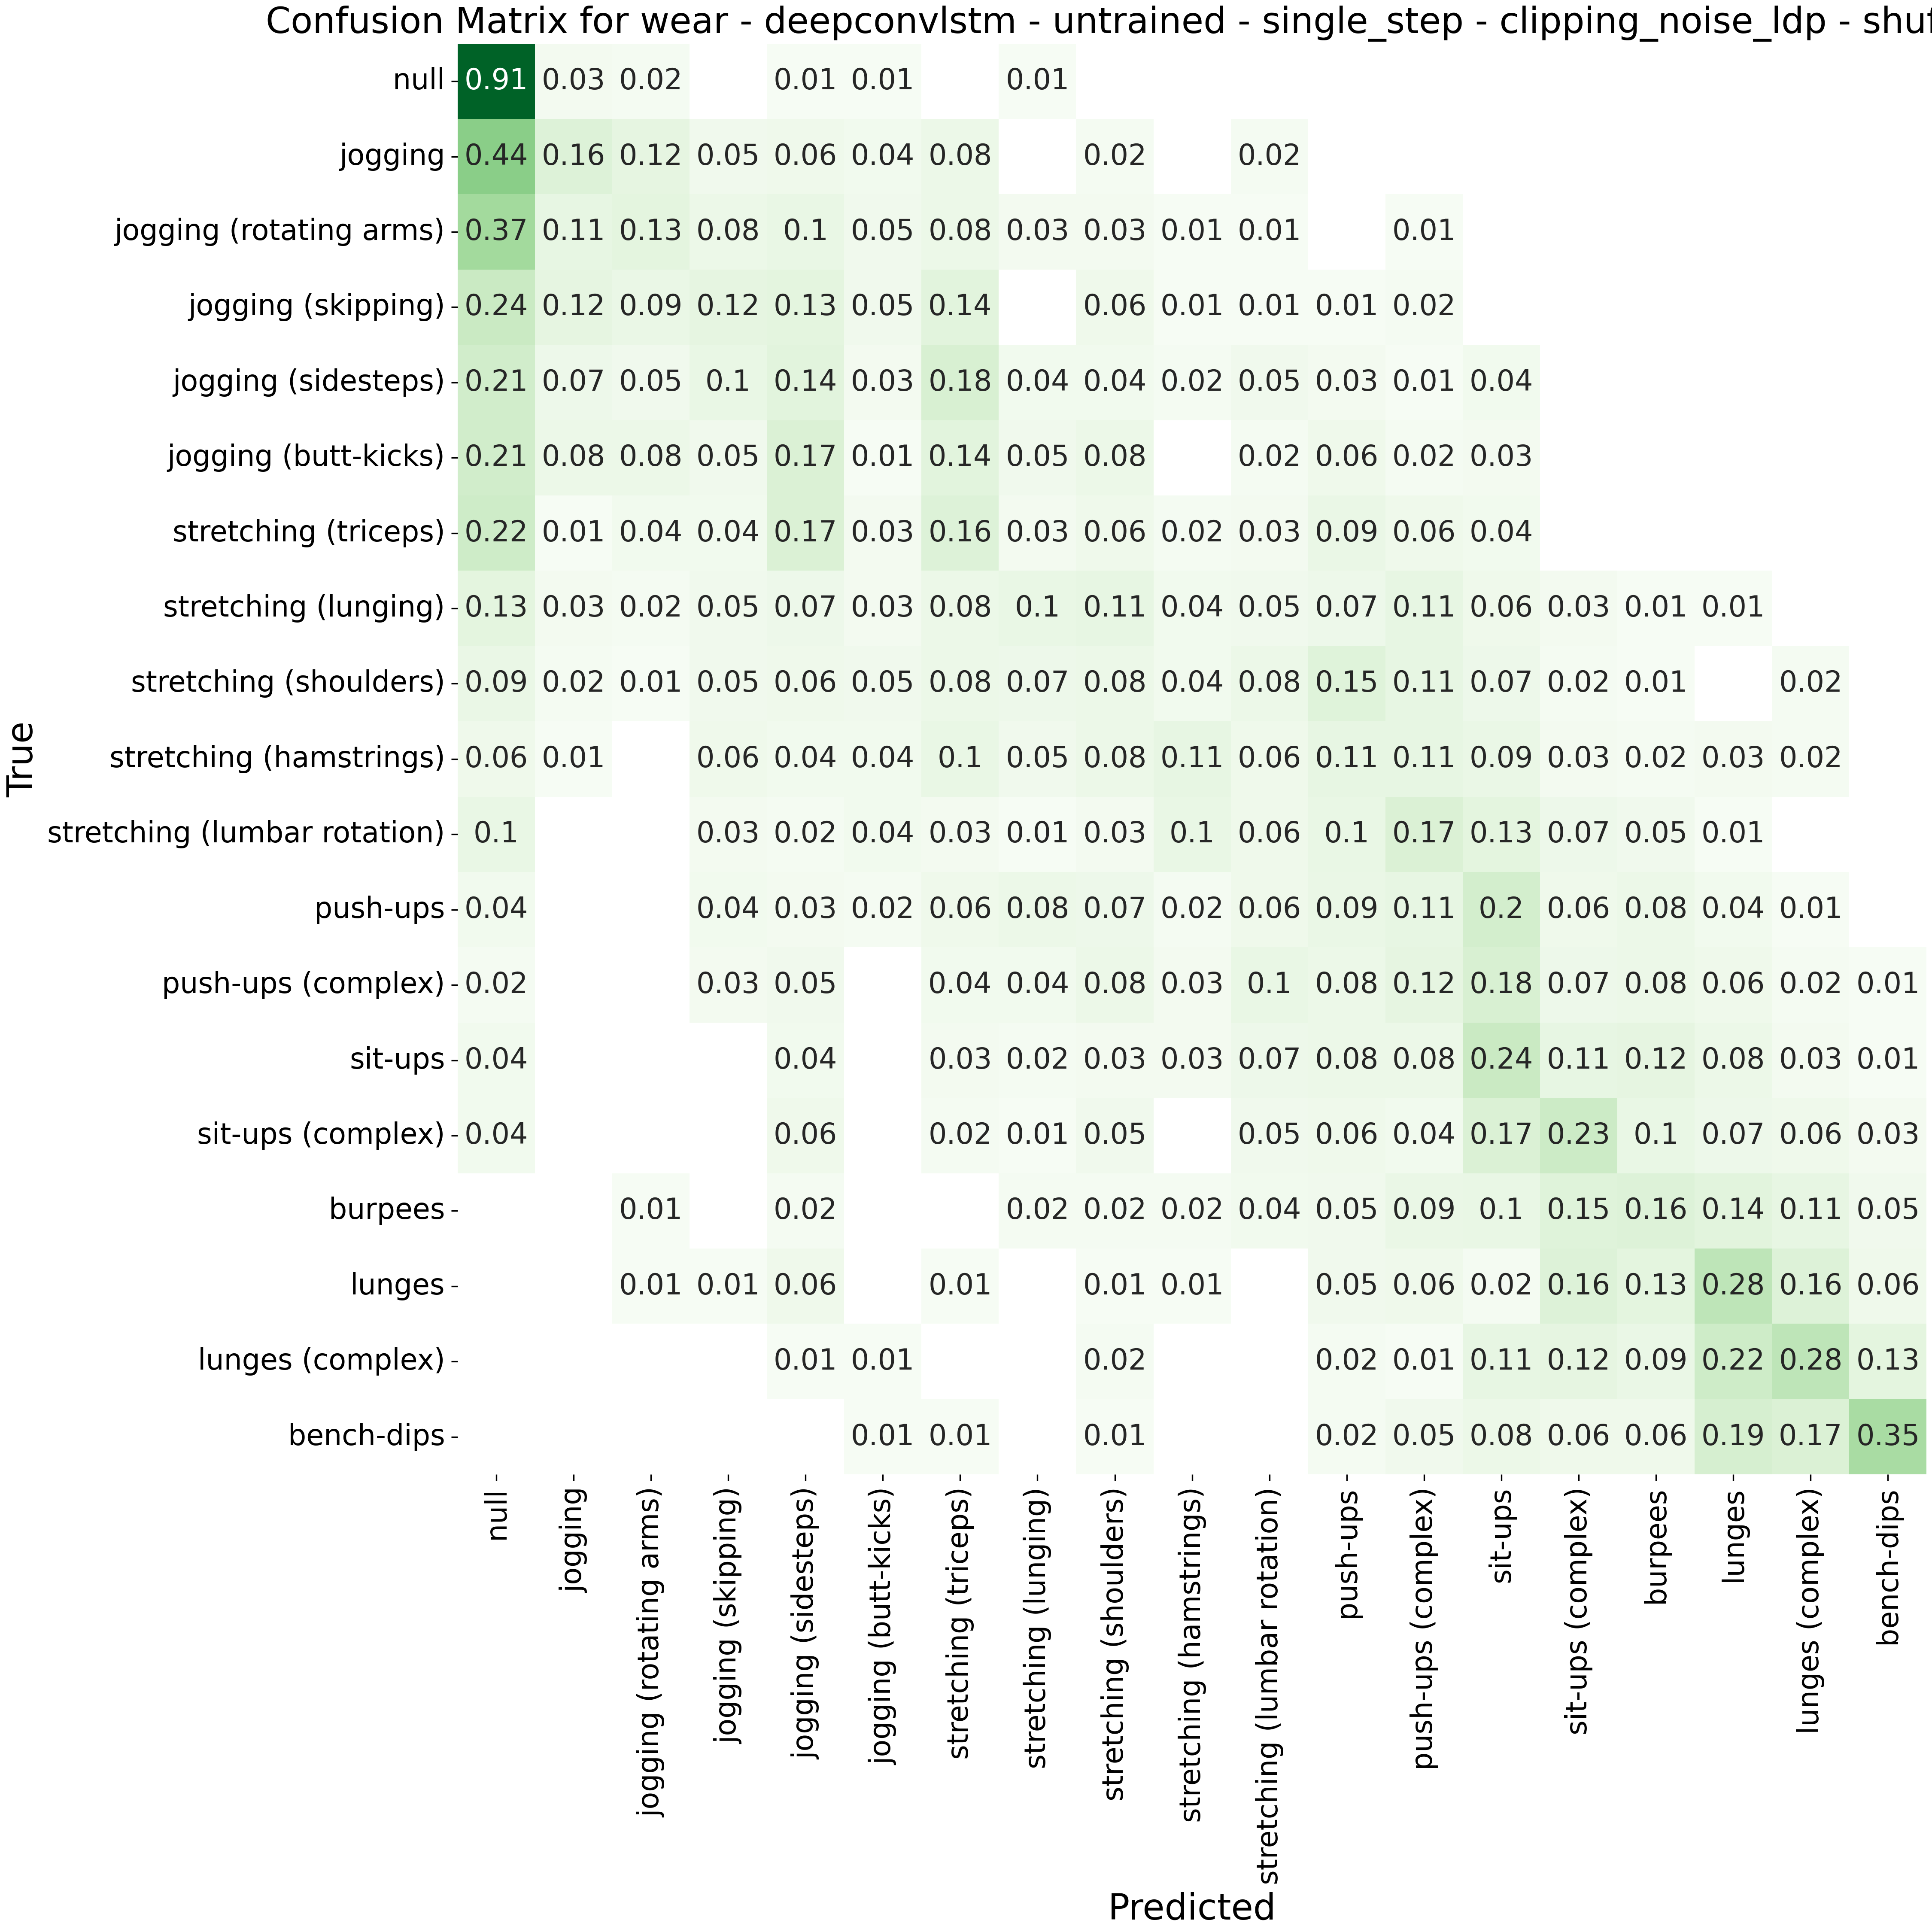 Confusion Matrix for wear - deepconvlstm - untrained - single_step - clipping_noise_ldp -
null 0.91 0.03 0.02 0.01 0.01 0.01
jogging 0.44 0.16 0.12 0.05 0.06 0.04 0.08 0.02 0.02
jogging (rotating arms) 0.37 0.11 0.13 0.08 0.1 0.05 0.08 0.03 0.03 0.01 0.01 0.01
jogging (skipping) 0.24 0.12 0.09 0.12 0.13 0.05 0.14 0.06 0.01 0.01 0.01 0.02
jogging (sidesteps) 0.21 0.07 0.05 0.1 0.14 0.03 0.18 0.04 0.04 0.02 0.05 0.03 0.01 0.04
jogging (butt-kicks) 0.21 0.08 0.08 0.05 0.17 0.01 0.14 0.05 0.08 0.02 0.06 0.02 0.03
stretching (triceps) 0.22 0.01 0.04 0.04 0.17 0.03 0.16 0.03 0.06 0.02 0.03 0.09 0.06 0.04
stretching (lunging) 0.13 0.03 0.02 0.05 0.07 0.03 0.08 0.1 0.11 0.04 0.05 0.07 0.11 0.06 0.03 0.01 0.01
stretching (shoulders) 0.09 0.02 0.01 0.05 0.06 0.05 0.08 0.07 0.08 0.04 0.08 0.15 0.11 0.07 0.02 0.01 0.02
stretching (hamstrings) 0.06 0.01 0.06 0.04 0.04 0.1 0.05 0.08 0.11 0.06 0.11 0.11 0.09 0.03 0.02 0.03 0.02
stretching (lumbar rotation) 0.1 0.03 0.02 0.04 0.03 0.01 0.03 0.1 0.06 0.1 0.17 0.13 0.07 0.05 0.01
push-ups 0.04 0.04 0.03 0.02 0.06 0.08 0.07 0.02 0.06 0.09 0.11 0.2 0.06 0.08 0.04 0.01
push-ups (complex) 0.02 0.03 0.05 0.04 0.04 0.08 0.03 0.1 0.08 0.12 0.18 0.07 0.08 0.06 0.02 0.01
sit-ups 0.04 0.04 0.03 0.02 0.03 0.03 0.07 0.08 0.08 0.24 0.11 0.12 0.08 0.03 0.01
sit-ups (complex) 0.04 0.06 0.02 0.01 0.05 0.05 0.06 0.04 0.17 0.23 0.1 0.07 0.06 0.03
burpees 0.01 0.02 0.02 0.02 0.02 0.04 0.05 0.09 0.1 0.15 0.16 0.14 0.11 0.05
lunges 0.01 0.01 0.06 0.01 0.01 0.01 0.05 0.06 0.02 0.16 0.13 0.28 0.16 0.06
lunges (complex) 0.01 0.01 0.02 0.02 0.01 0.11 0.12 0.09 0.22 0.28 0.13
bench-dips 0.01 0.01 0.01 0.02 0.05 0.08 0.06 0.06 0.19 0.17 0.35
True
null
jogging
jogging (rotating arms)
jogging (skipping)
jogging (sidesteps)
jogging (butt-kicks)
stretching (triceps)
stretching (lunging)
stretching (shoulders)
stretching (hamstrings)
stretching (lumbar rotation)
push-ups
push-ups (complex)
sit-ups
sit-ups (complex)
burpees
lunges
lunges (complex)
bench-dips
Predicted